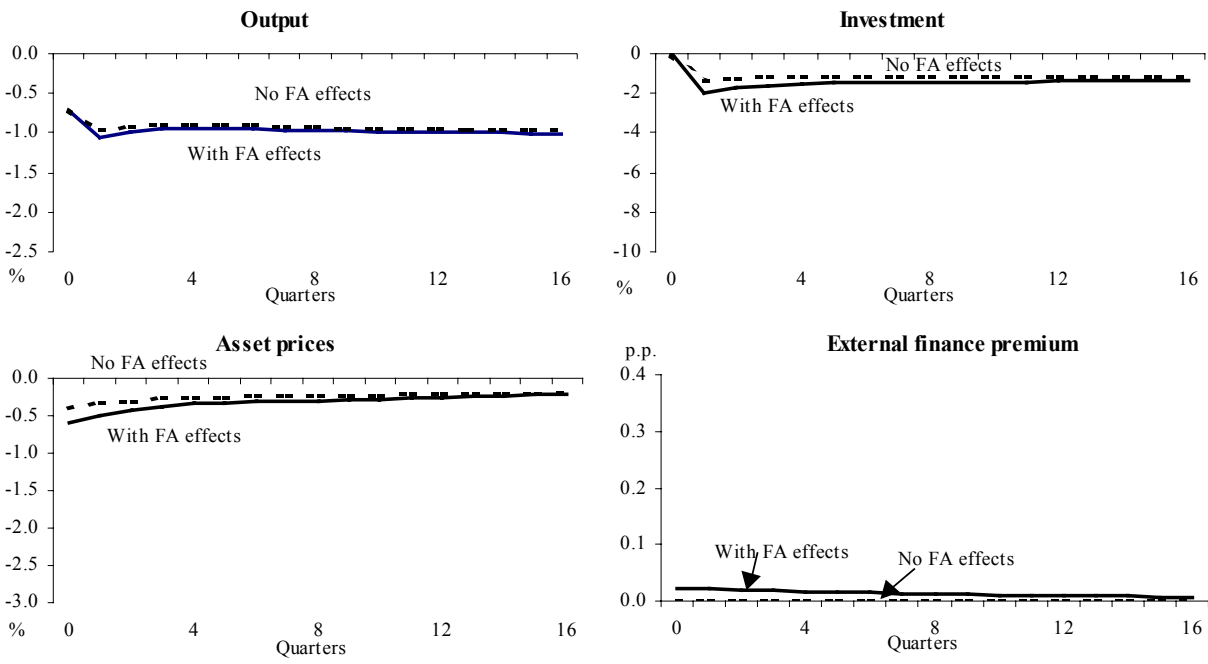 Output
0.0
-0.5
-1.0
-1.5
-2.0
-2.5
No FA effects
With FA effects
% 0 4 8 12 16
Quarters
Investment
0
-2
-4
-6
-8
-10
No FA effects
With FA effects
% 0 4 8 12 16
Quarters
Asset prices
No FA effects
0.0
-0.5
-1.0
-1.5
-2.0
-2.5
-3.0
With FA effects
% 0 4 8 12 16
Quarters
External finance premium
p.p.
0.4
0.3
0.2
0.1
0.0
With FA effects
No FA effects
0 4 8 12 16
Quarters